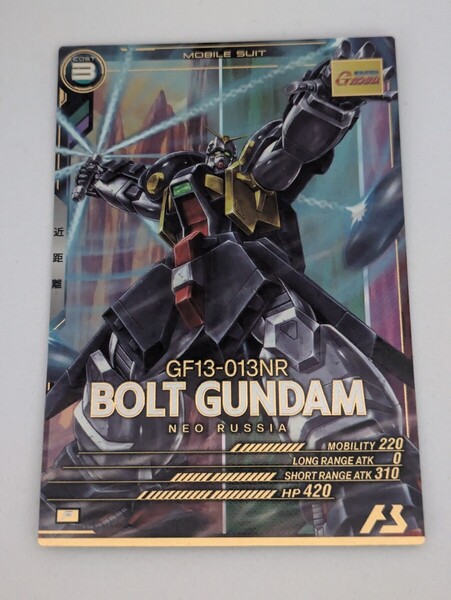 COST
3
MOBILE SUIT
GUNDAM
近距離
GF13-013NR
BOLT GUNDAM
NEO RUSSIA
MOBILITY 220
LONG RANGE ATK 0
SHORT RANGE ATK 310
HP 420